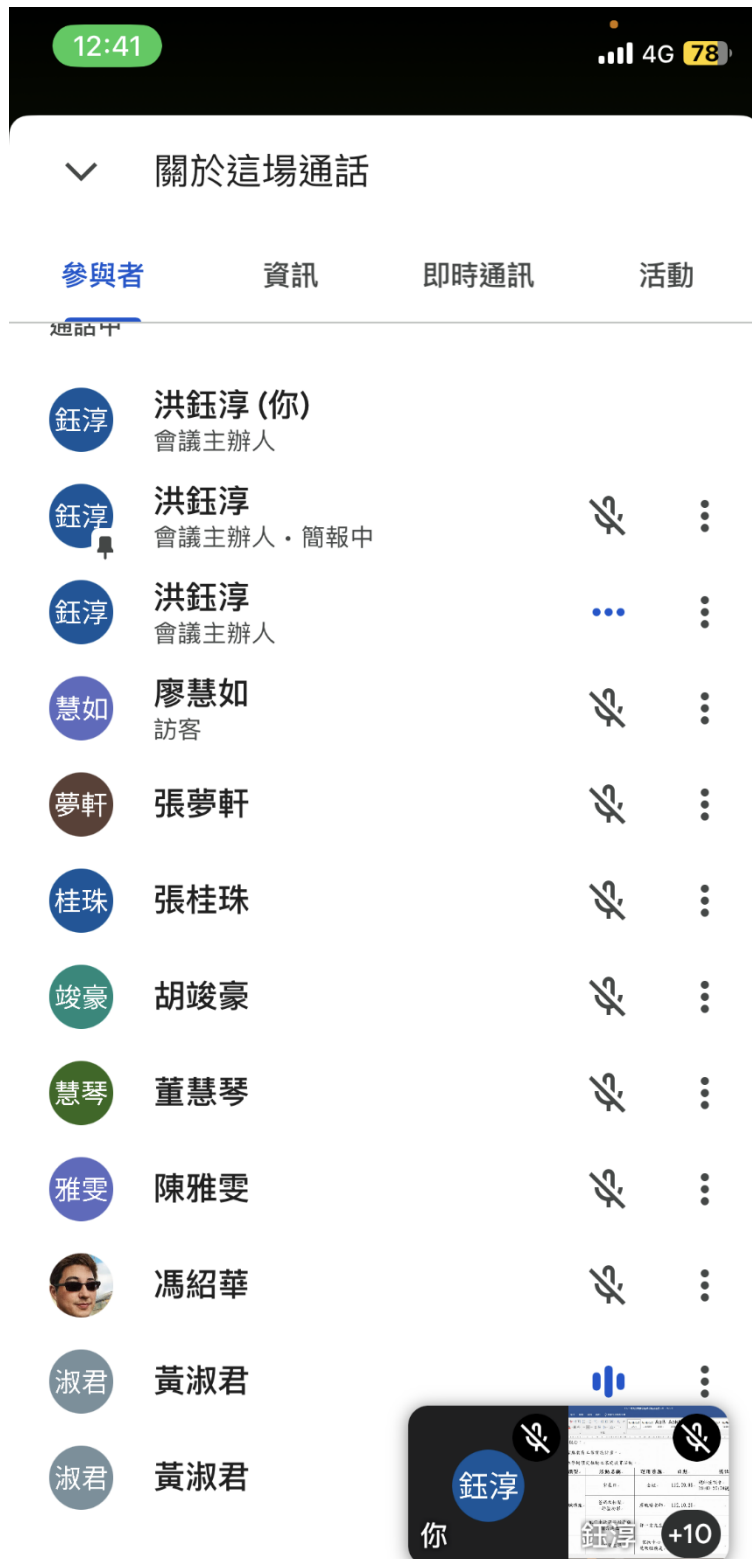 12:41
4G 78
關於這場通話
參與者 資訊 即時通訊 活動
通話中
鈺淳 洪鈺淳 (你)
會議主辦人
鈺淳 洪鈺淳
會議主辦人・簡報中
鈺淳 洪鈺淳
會議主辦人
慧如 廖慧如
訪客
夢軒 張夢軒
桂珠 張桂珠
竣豪 胡竣豪
慧琴 董慧琴
雅雯 陳雅雯
馮紹華
淑君 黃淑君
淑君 黃淑君
鈺淳
你 鈺淳 +10